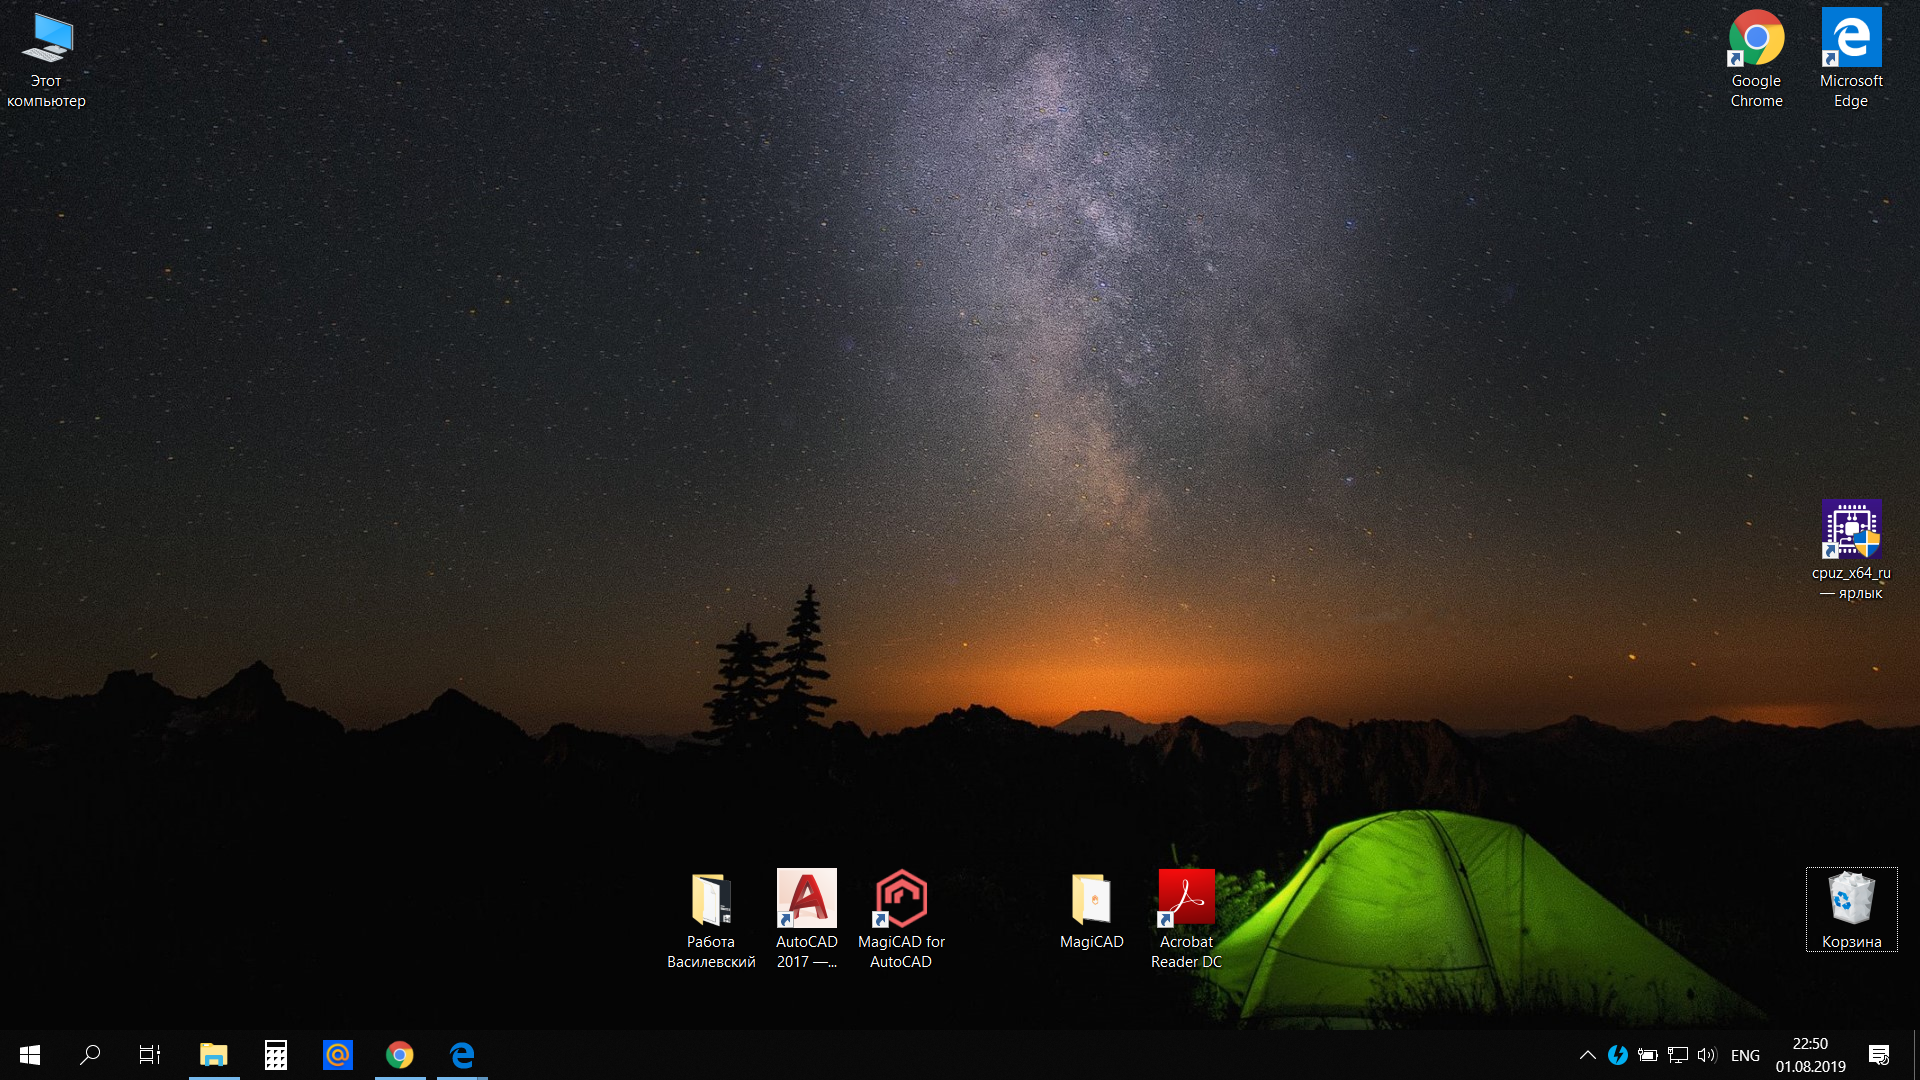 Этот
компьютер
Google
Chrome
Microsoft
Edge
cpuz_x64_ru
— ярлык
Работа
Василевский
AutoCAD
2017 —...
MagiCAD for
AutoCAD
MagiCAD
Acrobat
Reader DC
Корзина
ENG
22:50
01.08.2019